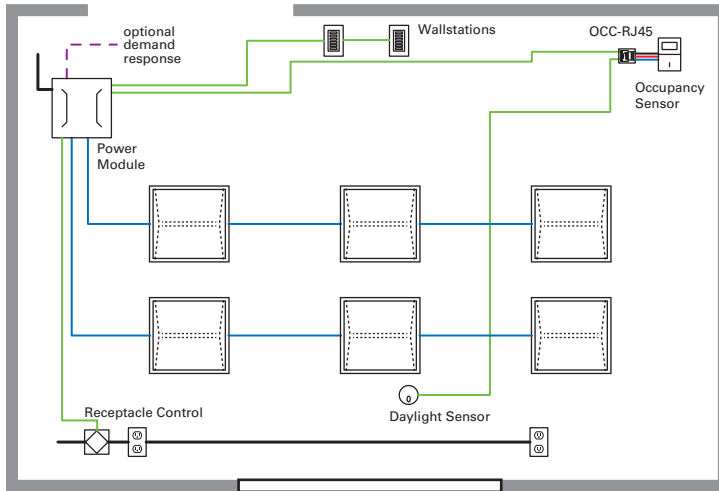 optional
demand
response
Wallstations
OCC-RJ45
Occupancy
Sensor
Power
Module
Receptacle Control
Daylight Sensor